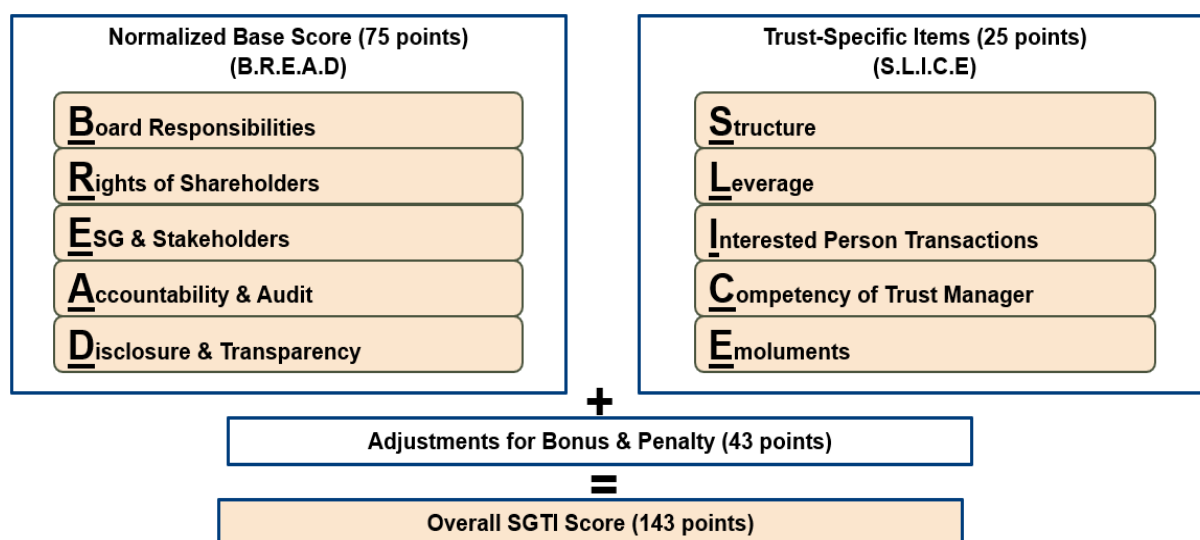 Normalized Base Score (75 points)
(B.R.E.A.D)
Board Responsibilities
Rights of Shareholders
ESG & Stakeholders
Accountability & Audit
Disclosure & Transparency
Trust-Specific Items (25 points)
(S.L.I.C.E)
Structure
Leverage
Interested Person Transactions
Competency of Trust Manager
Emoluments
+
Adjustments for Bonus & Penalty (43 points)
=
Overall SGTI Score (143 points)